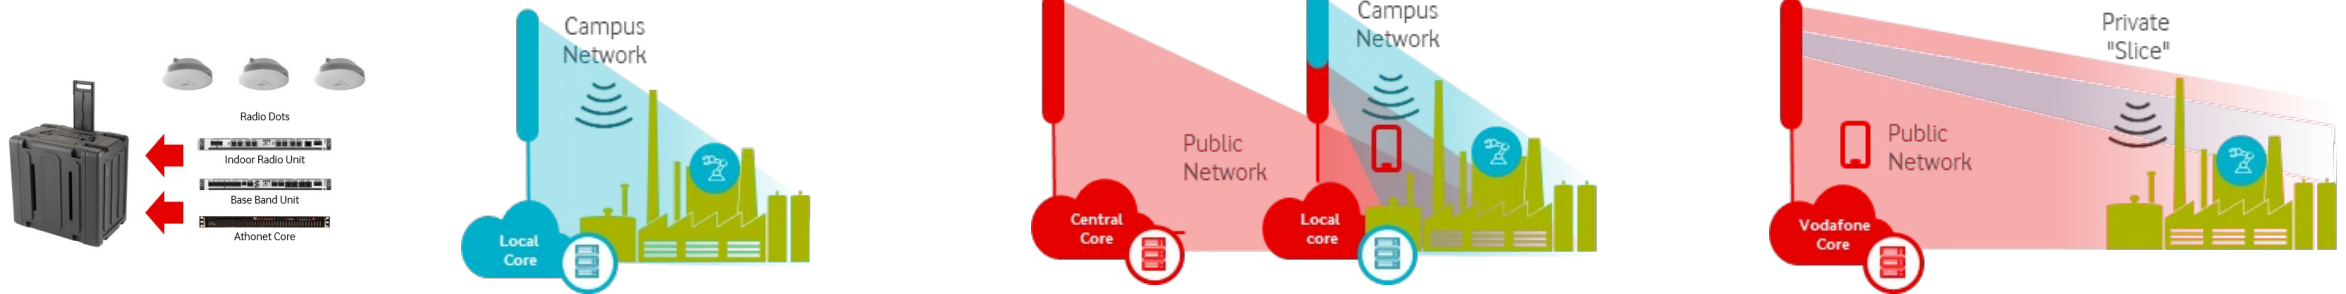 Radio Dots
Indoor Radio Unit
Base Band Unit
Athonet Core
Campus
Network
Local
Core
Public
Network
Central
Core
Campus
Network
Local
core
Private
"Slice"
Public
Network
Vodafone
Core